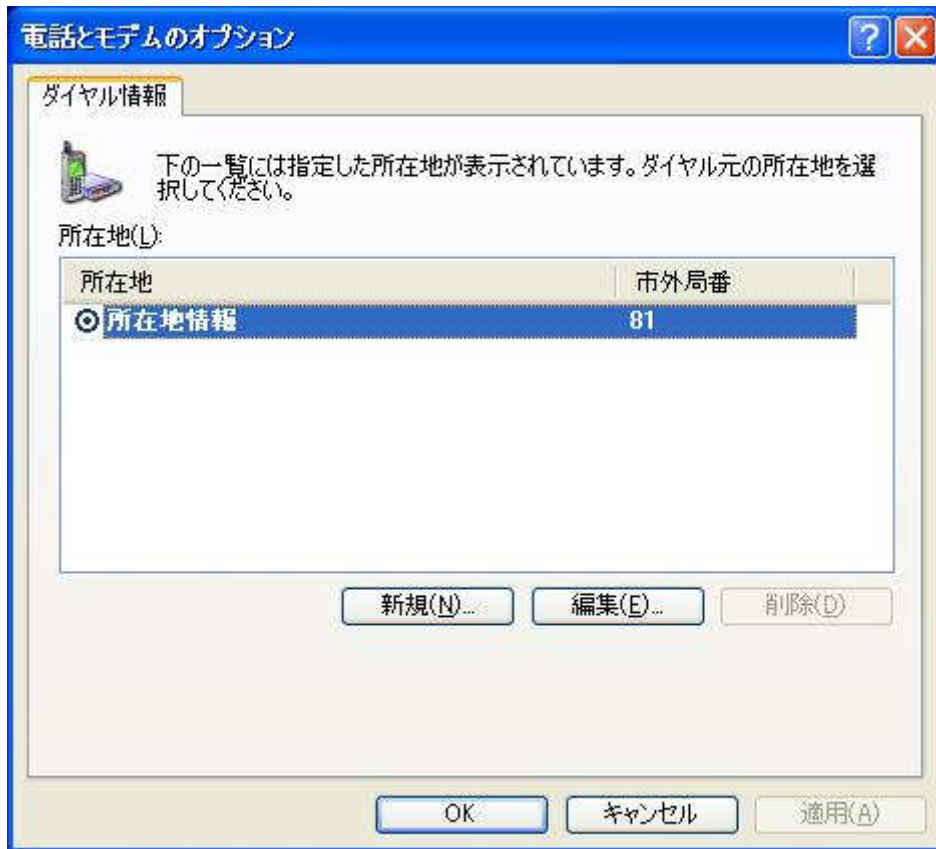 電話とモデムのオプション
ダイヤル情報
下の一覧には指定した所在地が表示されています。ダイヤル元の所在地を選
択してください。
所在地(L):
所在地 市外局番
所在地情報 81
新規(N)... 編集(E)... 削除(D)
OK キャンセル 適用(A)